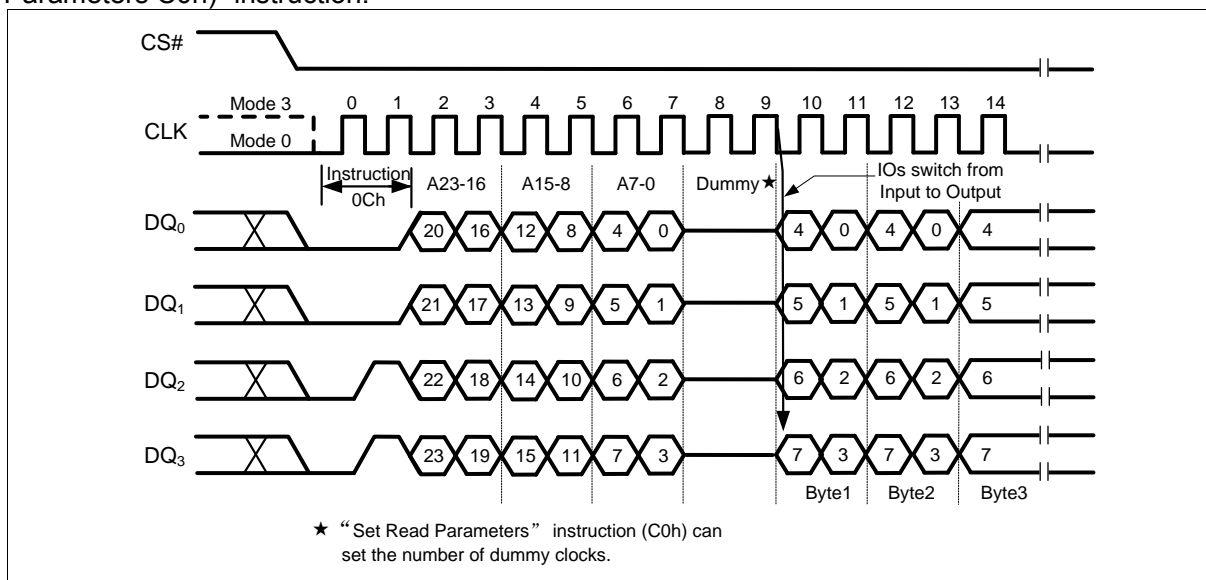 Parameters C0h)” instruction.
CS#
Mode 3
0 1 2 3 4 5 6 7 8 9 10 11 12 13 14
CLK
Mode 0
Instruction
0Ch
A23-16 A15-8 A7-0 Dummy★
IOs switch from
Input to Output
DQ0 20 16 12 8 4 0 4 0 4 0 4
DQ1 21 17 13 9 5 1 5 1 5 1 5
DQ2 22 18 14 10 6 2 6 2 6 2 6
DQ3 23 19 15 11 7 3 7 3 7 3 7
Byte1 Byte2 Byte3
★ “Set Read Parameters” instruction (C0h) can
set the number of dummy clocks.